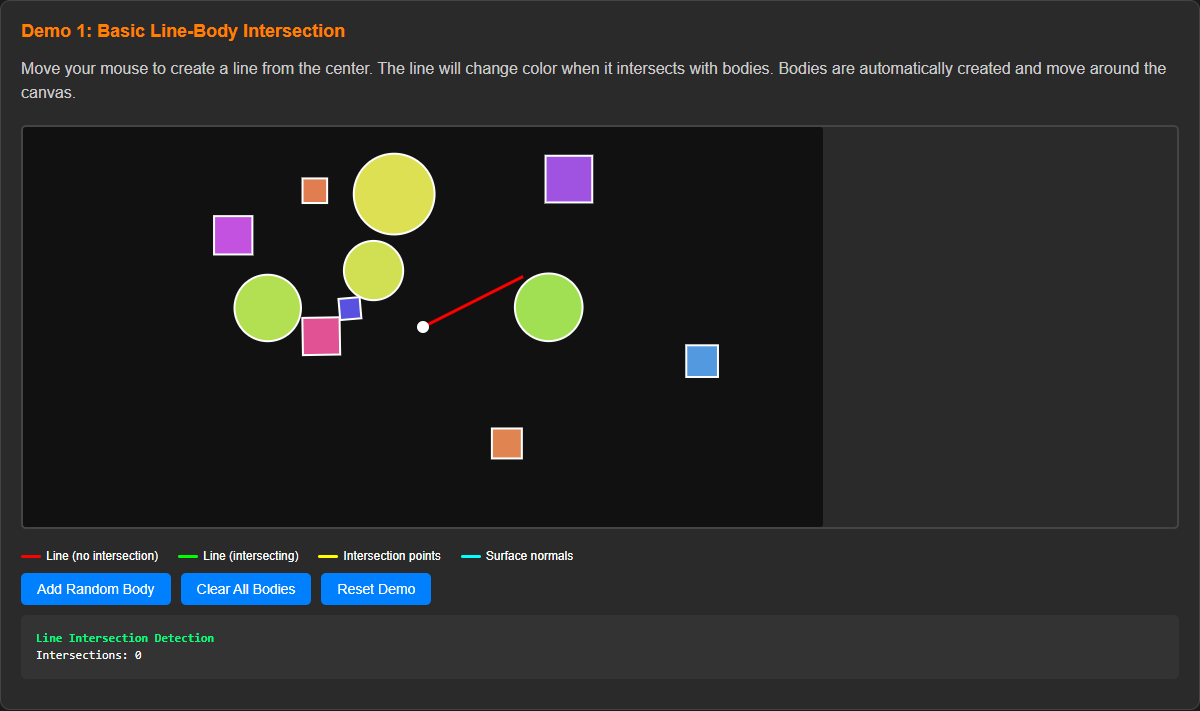 Demo 1: Basic Line-Body Intersection
Move your mouse to create a line from the center. The line will change color when it intersects with bodies. Bodies are automatically created and move around the
canvas.
Line (no intersection) Line (intersecting) Intersection points Surface normals
Add Random Body Clear All Bodies Reset Demo
Line Intersection Detection
Intersections: 0